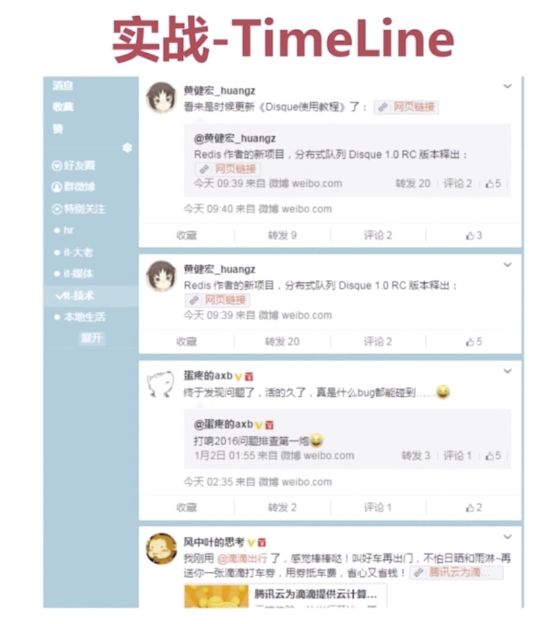 实战-TimeLine
消息
收藏
赞
好友圈
群微博
特别关注
hr
it-大老
it-媒体
it-技术
本地生活
展开
黄健宏_huangz
看来是时候更新《Disque使用教程》了： 网页链接
@黄健宏_huangz
Redis 作者的新项目，分布式队列 Disque 1.0 RC 版本释出：
网页链接
今天 09:39 来自 微博 weibo.com 转发 20 评论 2 5
今天 09:40 来自 微博 weibo.com
收藏 转发 9 评论 2 3
黄健宏_huangz
Redis 作者的新项目，分布式队列 Disque 1.0 RC 版本释出：
网页链接
今天 09:39 来自 微博 weibo.com
收藏 转发 20 评论 2 5
蛋疼的axb
终于发现问题了，活的久了，真是什么bug都能碰到……
@蛋疼的axb
打响2016问题排查第一炮
1月2日 01:55 来自 微博 weibo.com 转发 3 评论 1 5
今天 02:35 来自 微博 weibo.com
收藏 转发 2 评论 1 2
风中叶的思考
我刚用 @滴滴出行 了，感觉棒棒哒！叫好车再出门，不怕日晒和雨淋~再
送你一张滴滴打车券，用券抵车费，省心又省钱！ 腾讯云为滴...
腾讯云为滴滴提供云计算...